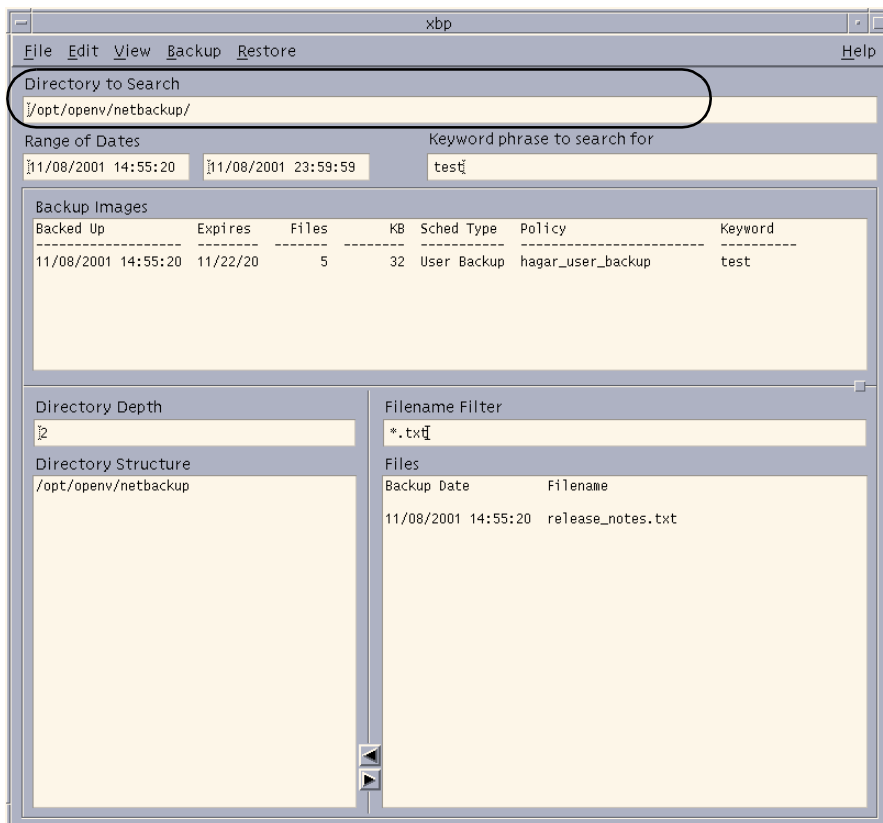 xbp
File Edit View Backup Restore Help
Directory to Search
/opt/openv/netbackup/
Range of Dates Keyword phrase to search for
11/08/2001 14:55:20 11/08/2001 23:59:59 test
Backup Images
Backed Up Expires Files KB Sched Type Policy Keyword
------------------- -------- ------- -------- ----------- ------------------------ ----------
11/08/2001 14:55:20 11/22/20 5 32 User Backup hagar_user_backup test
Directory Depth Filename Filter
2 *.txt
Directory Structure Files
/opt/openv/netbackup Backup Date Filename
11/08/2001 14:55:20 release_notes.txt